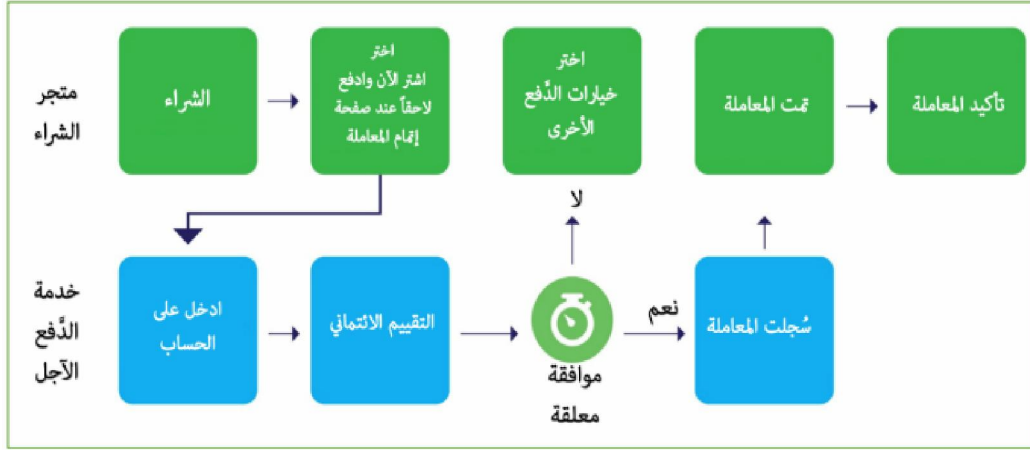 متجر
الشراء
الشراء
اختر
اشتر الآن وادفع
لاحقاً عند صفحة
إتمام المعاملة
اختر
خيارات الدَّفع
الأخرى
تمت المعاملة
تأكيد المعاملة
لا
خدمة
الدَّفع
الآجل
ادخل على
الحساب
التقييم الائتماني
موافقة
معلقة
نعم
سُجلت المعاملة